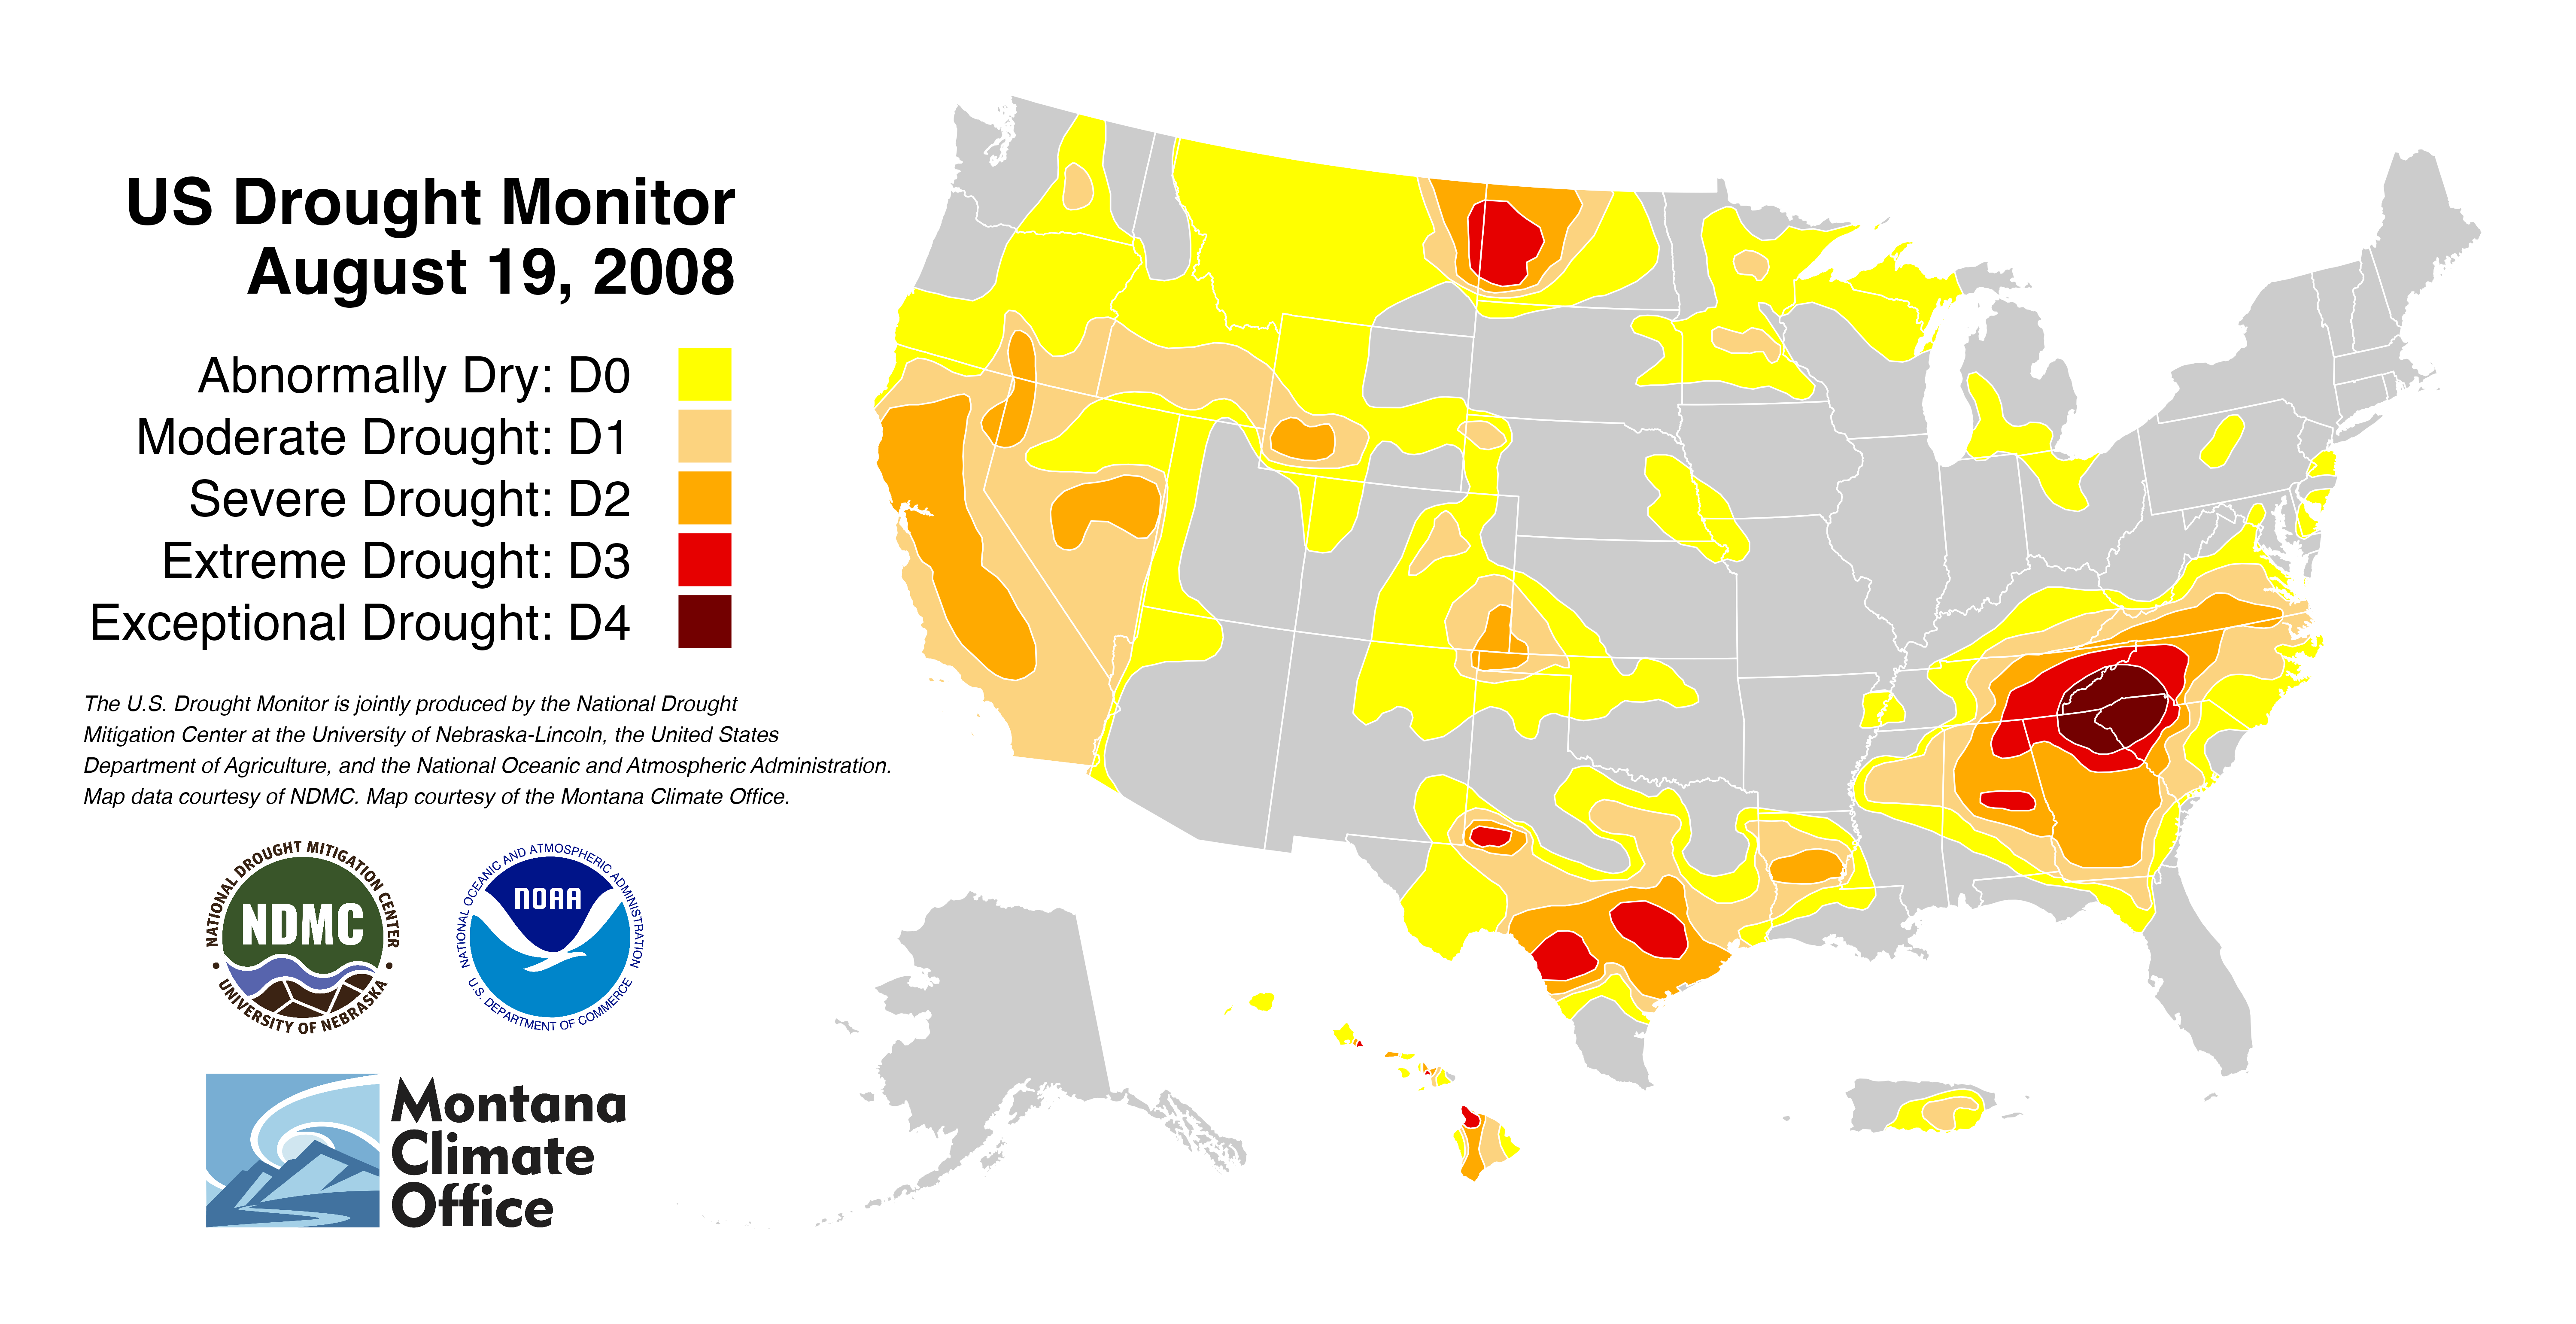 US Drought Monitor
August 19, 2008
Abnormally Dry: D0
Moderate Drought: D1
Severe Drought: D2
Extreme Drought: D3
Exceptional Drought: D4
The U.S. Drought Monitor is jointly produced by the National Drought
Mitigation Center at the University of Nebraska-Lincoln, the United States
Department of Agriculture, and the National Oceanic and Atmospheric Administration.
Map data courtesy of NDMC. Map courtesy of the Montana Climate Office.
NATIONAL DROUGHT MITIGATION CENTER
NDMC
• UNIVERSITY OF NEBRASKA •
NATIONAL OCEANIC AND ATMOSPHERIC ADMINISTRATION
NOAA
U.S. DEPARTMENT OF COMMERCE
Montana
Climate
Office